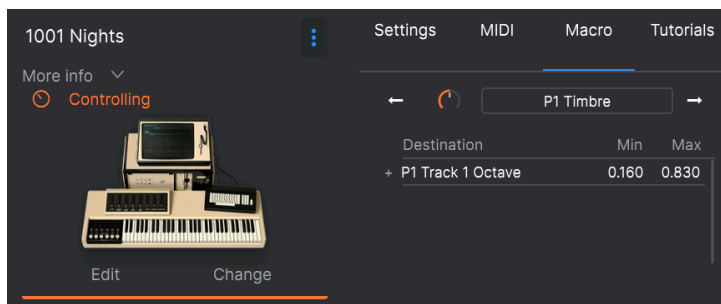 1001 Nights
More info
Controlling
Edit Change
Settings MIDI Macro Tutorials
P1 Timbre
Destination Min Max
+ P1 Track 1 Octave 0.160 0.830